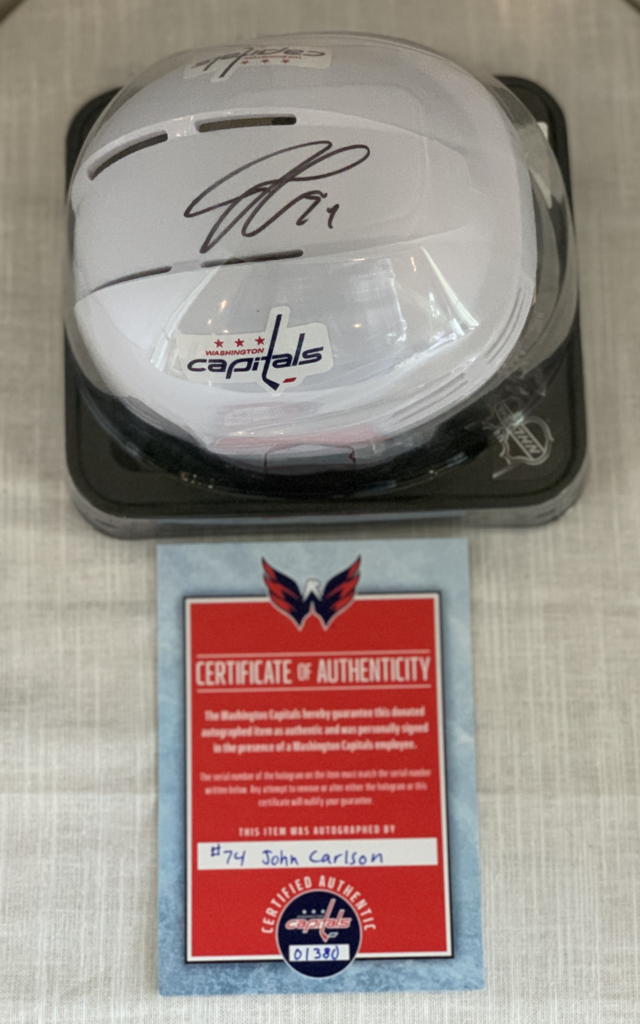 capitals
74
WASHINGTON
capitals
NHL
CERTIFICATE OF AUTHENTICITY
The Washington Capitals hereby guarantee this donated
autographed item as authentic and was personally signed
in the presence of a Washington Capitals employee.
The serial number of the hologram on the item must match the serial number
written below. Any attempt to remove or alter either the hologram or this
certificate will nullify your guarantee.
THIS ITEM WAS AUTOGRAPHED BY
#74 John Carlson
CERTIFIED AUTHENTIC
capitals
01380